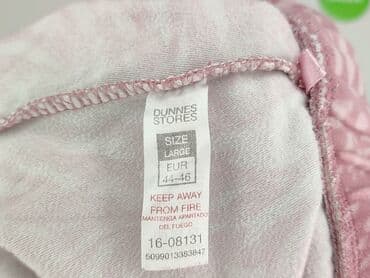 DUNNES
STORES
SIZE
LARGE
EUR
44-46
KEEP AWAY
FROM FIRE
MANTENGA APARTADO
DEL FUEGO
16-08131
5099013383847